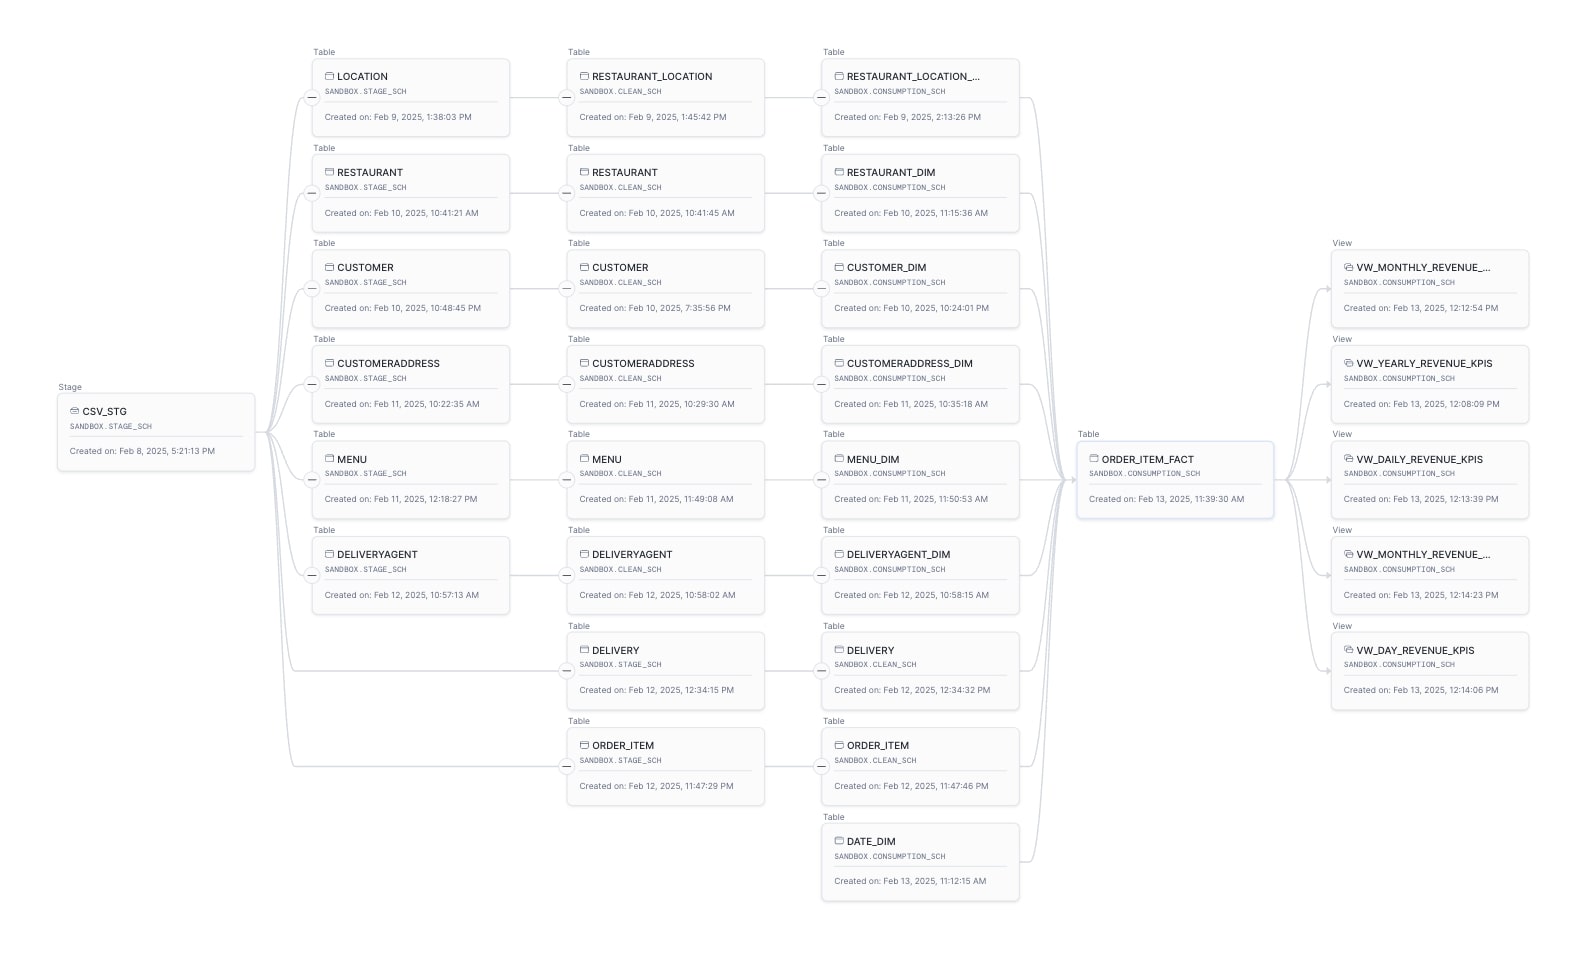 Stage
CSV_STG
SANDBOX.STAGE_SCH
Created on: Feb 8, 2025, 5:21:13 PM
Table
LOCATION
SANDBOX.STAGE_SCH
Created on: Feb 9, 2025, 1:38:03 PM
Table
RESTAURANT
SANDBOX.STAGE_SCH
Created on: Feb 10, 2025, 10:41:21 AM
Table
CUSTOMER
SANDBOX.STAGE_SCH
Created on: Feb 10, 2025, 10:48:45 PM
Table
CUSTOMERADDRESS
SANDBOX.STAGE_SCH
Created on: Feb 11, 2025, 10:22:35 AM
Table
MENU
SANDBOX.STAGE_SCH
Created on: Feb 11, 2025, 12:18:27 PM
Table
DELIVERYAGENT
SANDBOX.STAGE_SCH
Created on: Feb 12, 2025, 10:57:13 AM
Table
RESTAURANT_LOCATION
SANDBOX.CLEAN_SCH
Created on: Feb 9, 2025, 1:45:42 PM
Table
RESTAURANT
SANDBOX.CLEAN_SCH
Created on: Feb 10, 2025, 10:41:45 AM
Table
CUSTOMER
SANDBOX.CLEAN_SCH
Created on: Feb 10, 2025, 7:35:56 PM
Table
CUSTOMERADDRESS
SANDBOX.CLEAN_SCH
Created on: Feb 11, 2025, 10:29:30 AM
Table
MENU
SANDBOX.CLEAN_SCH
Created on: Feb 11, 2025, 11:49:08 AM
Table
DELIVERYAGENT
SANDBOX.CLEAN_SCH
Created on: Feb 12, 2025, 10:58:02 AM
Table
DELIVERY
SANDBOX.STAGE_SCH
Created on: Feb 12, 2025, 12:34:15 PM
Table
ORDER_ITEM
SANDBOX.STAGE_SCH
Created on: Feb 12, 2025, 11:47:29 PM
Table
RESTAURANT_LOCATION_...
SANDBOX.CONSUMPTION_SCH
Created on: Feb 9, 2025, 2:13:26 PM
Table
RESTAURANT_DIM
SANDBOX.CONSUMPTION_SCH
Created on: Feb 10, 2025, 11:15:36 AM
Table
CUSTOMER_DIM
SANDBOX.CONSUMPTION_SCH
Created on: Feb 10, 2025, 10:24:01 PM
Table
CUSTOMERADDRESS_DIM
SANDBOX.CONSUMPTION_SCH
Created on: Feb 11, 2025, 10:35:18 AM
Table
MENU_DIM
SANDBOX.CONSUMPTION_SCH
Created on: Feb 11, 2025, 11:50:53 AM
Table
DELIVERYAGENT_DIM
SANDBOX.CONSUMPTION_SCH
Created on: Feb 12, 2025, 10:58:15 AM
Table
DELIVERY
SANDBOX.CLEAN_SCH
Created on: Feb 12, 2025, 12:34:32 PM
Table
ORDER_ITEM
SANDBOX.CLEAN_SCH
Created on: Feb 12, 2025, 11:47:46 PM
Table
DATE_DIM
SANDBOX.CONSUMPTION_SCH
Created on: Feb 13, 2025, 11:12:15 AM
Table
ORDER_ITEM_FACT
SANDBOX.CONSUMPTION_SCH
Created on: Feb 13, 2025, 11:39:30 AM
View
VW_MONTHLY_REVENUE_...
SANDBOX.CONSUMPTION_SCH
Created on: Feb 13, 2025, 12:12:54 PM
View
VW_YEARLY_REVENUE_KPIS
SANDBOX.CONSUMPTION_SCH
Created on: Feb 13, 2025, 12:08:09 PM
View
VW_DAILY_REVENUE_KPIS
SANDBOX.CONSUMPTION_SCH
Created on: Feb 13, 2025, 12:13:39 PM
View
VW_MONTHLY_REVENUE_...
SANDBOX.CONSUMPTION_SCH
Created on: Feb 13, 2025, 12:14:23 PM
View
VW_DAY_REVENUE_KPIS
SANDBOX.CONSUMPTION_SCH
Created on: Feb 13, 2025, 12:14:06 PM